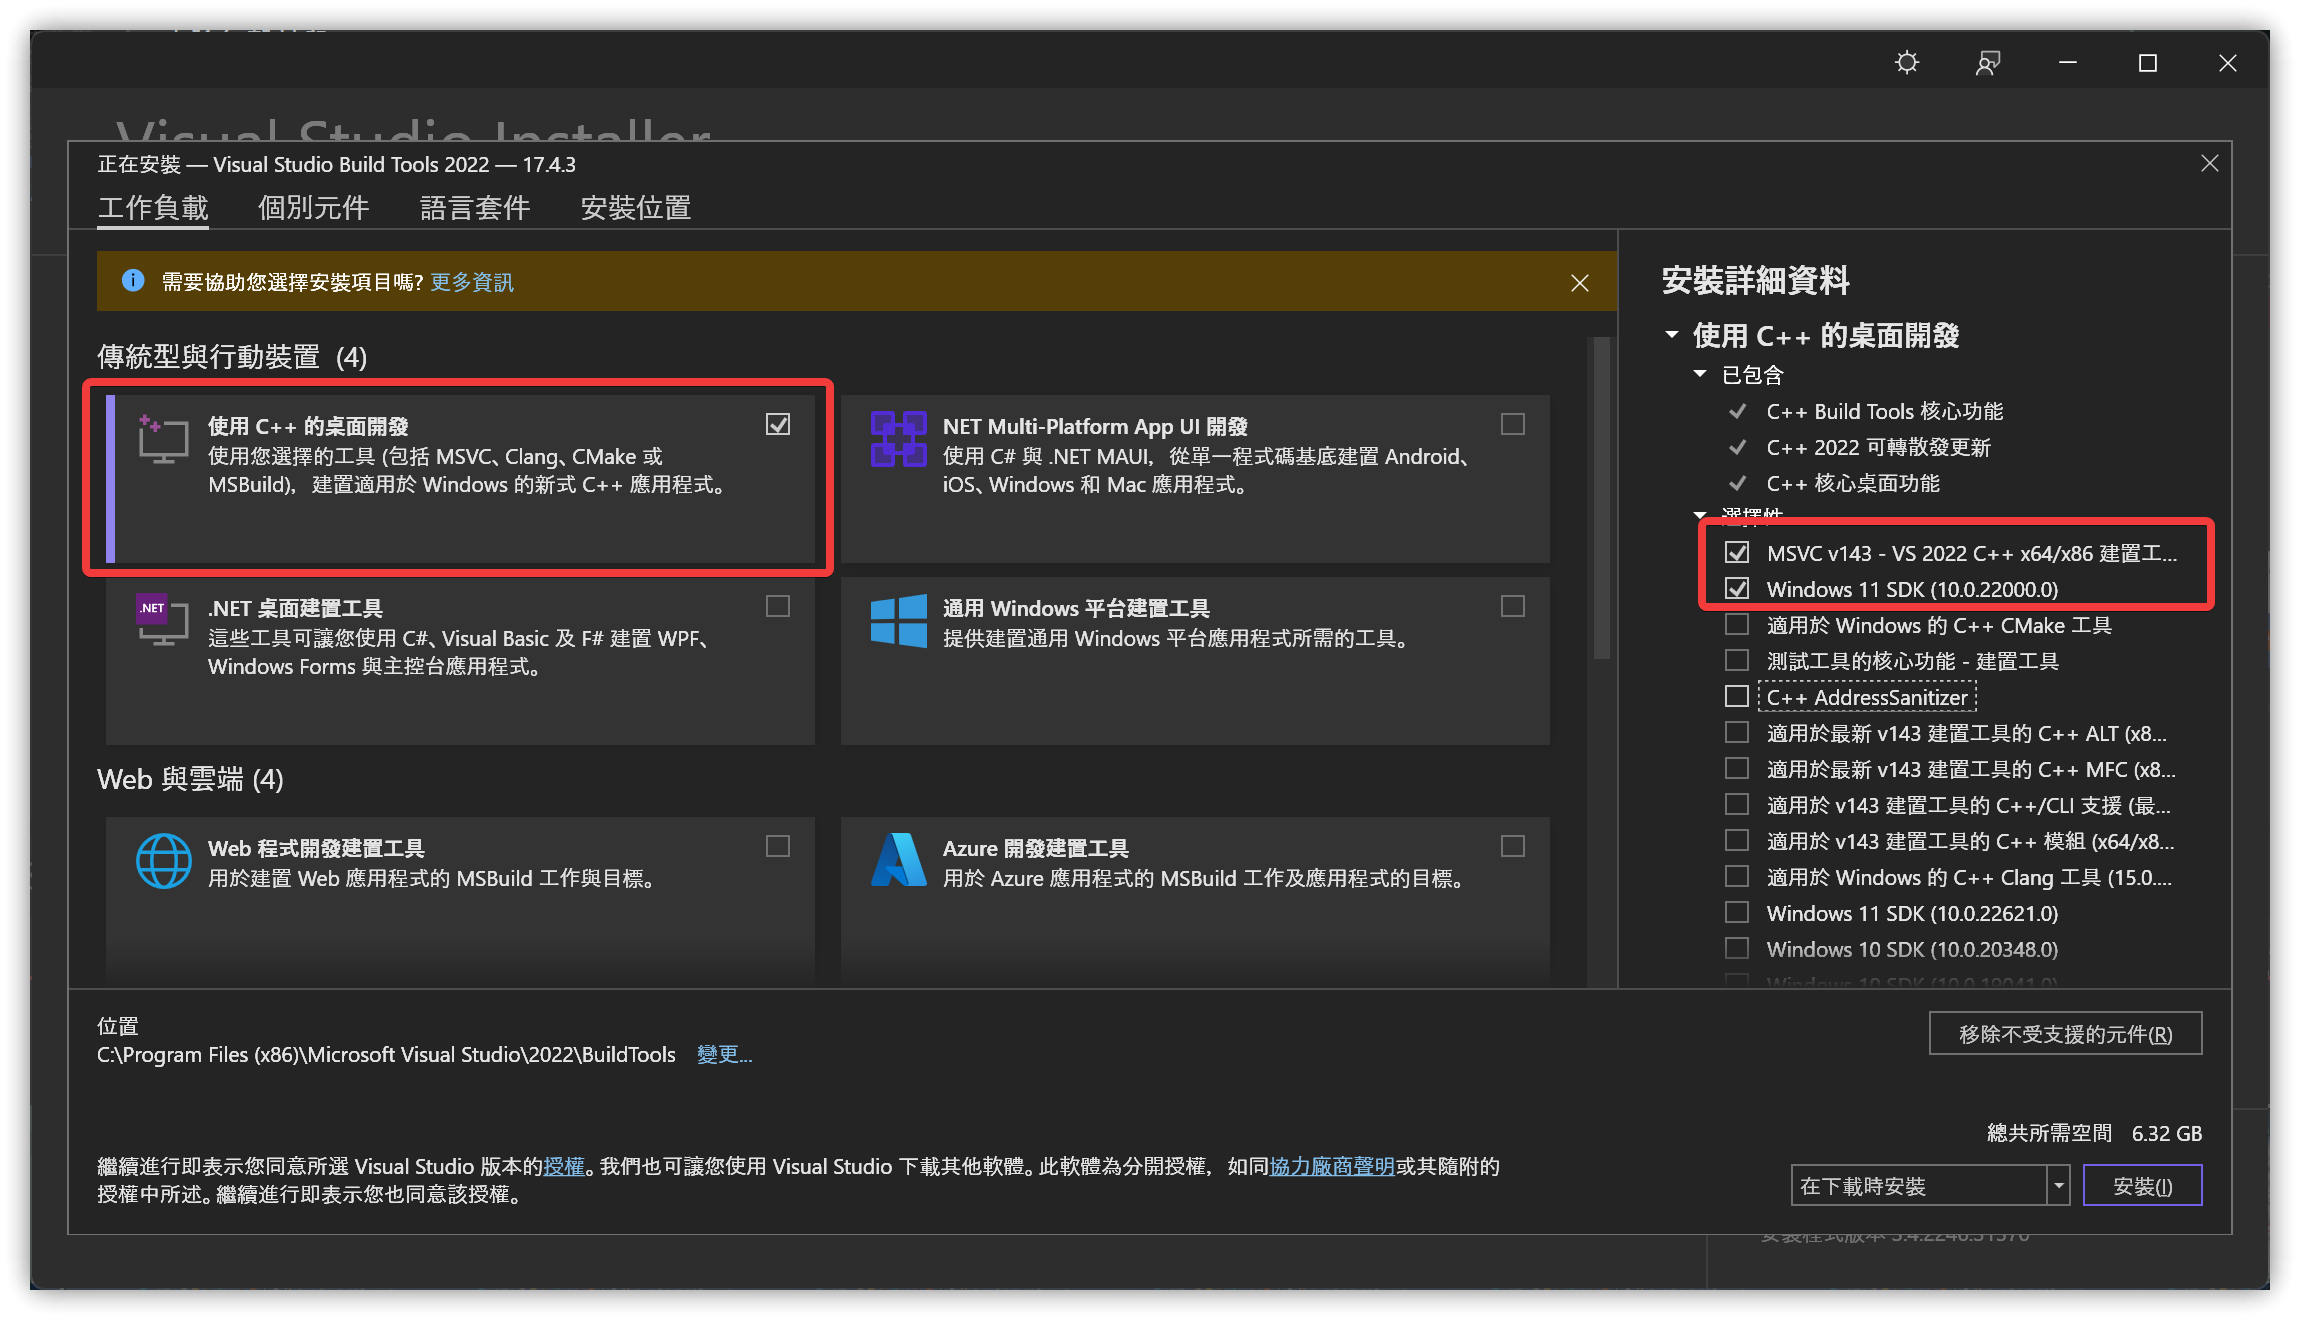 Visual Studio Installer
正在安裝 — Visual Studio Build Tools 2022 — 17.4.3
工作負載 個別元件 語言套件 安裝位置
需要協助您選擇安裝項目嗎? 更多資訊
傳統型與行動裝置 (4)
使用 C++ 的桌面開發
使用您選擇的工具 (包括 MSVC、Clang、CMake 或
MSBuild)，建置適用於 Windows 的新式 C++ 應用程式。
NET Multi-Platform App UI 開發
使用 C# 與 .NET MAUI，從單一程式碼基底建置 Android、
iOS、Windows 和 Mac 應用程式。
.NET
.NET 桌面建置工具
這些工具可讓您使用 C#、Visual Basic 及 F# 建置 WPF、
Windows Forms 與主控台應用程式。
通用 Windows 平台建置工具
提供建置通用 Windows 平台應用程式所需的工具。
Web 與雲端 (4)
Web 程式開發建置工具
用於建置 Web 應用程式的 MSBuild 工作與目標。
Azure 開發建置工具
用於 Azure 應用程式的 MSBuild 工作及應用程式的目標。
安裝詳細資料
使用 C++ 的桌面開發
已包含
C++ Build Tools 核心功能
C++ 2022 可轉散發更新
C++ 核心桌面功能
選擇性
MSVC v143 - VS 2022 C++ x64/x86 建置工...
Windows 11 SDK (10.0.22000.0)
適用於 Windows 的 C++ CMake 工具
測試工具的核心功能 - 建置工具
C++ AddressSanitizer
適用於最新 v143 建置工具的 C++ ALT (x8...
適用於最新 v143 建置工具的 C++ MFC (x8...
適用於 v143 建置工具的 C++/CLI 支援 (最...
適用於 v143 建置工具的 C++ 模組 (x64/x8...
適用於 Windows 的 C++ Clang 工具 (15.0....
Windows 11 SDK (10.0.22621.0)
Windows 10 SDK (10.0.20348.0)
Windows 10 SDK (10.0.19041.0)
位置
C:\Program Files (x86)\Microsoft Visual Studio\2022\BuildTools 變更...
移除不受支援的元件(R)
總共所需空間 6.32 GB
繼續進行即表示您同意所選 Visual Studio 版本的授權。我們也可讓您使用 Visual Studio 下載其他軟體。此軟體為分開授權，如同協力廠商聲明或其隨附的
授權中所述。繼續進行即表示您也同意該授權。
在下載時安裝
安裝(I)